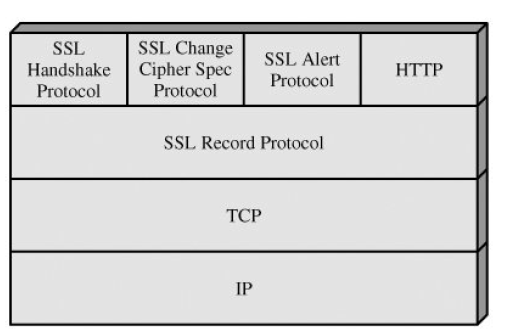 SSL
Handshake
Protocol
SSL Change
Cipher Spec
Protocol
SSL Alert
Protocol
HTTP
SSL Record Protocol
TCP
IP